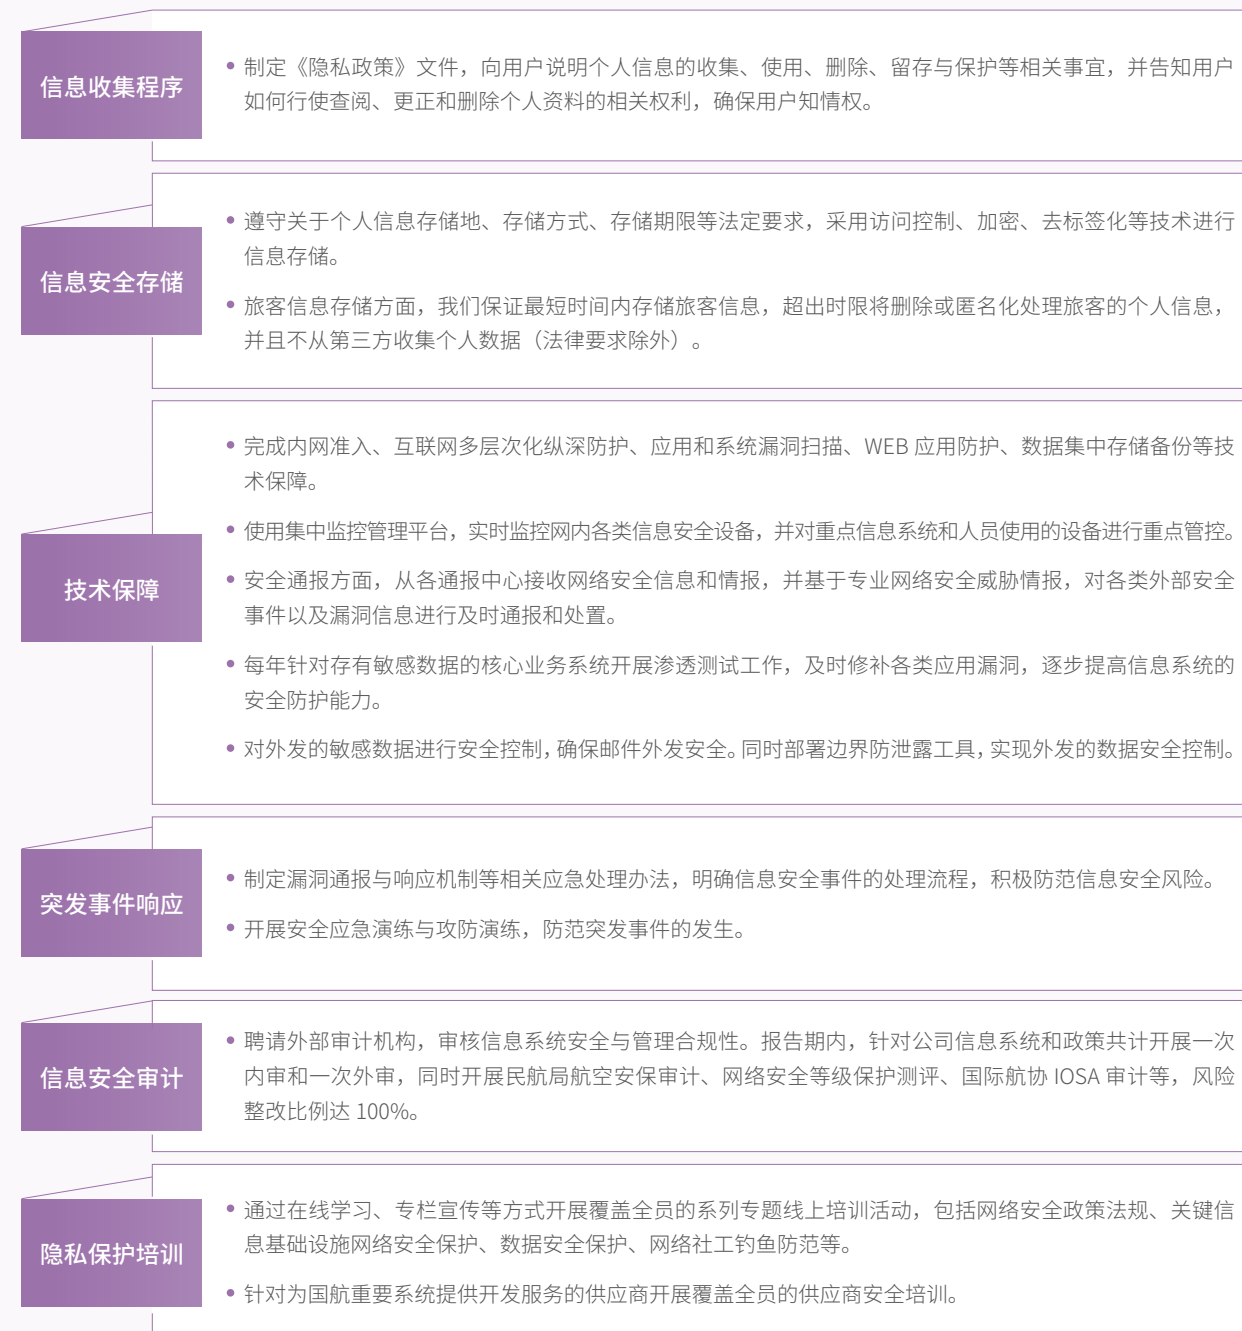 信息收集程序
• 制定《隐私政策》文件，向用户说明个人信息的收集、使用、删除、留存与保护等相关事宜，并告知用户
如何行使查阅、更正和删除个人资料的相关权利，确保用户知情权。
信息安全存储
• 遵守关于个人信息存储地、存储方式、存储期限等法定要求，采用访问控制、加密、去标签化等技术进行
信息存储。
• 旅客信息存储方面，我们保证最短时间内存储旅客信息，超出时限将删除或匿名化处理旅客的个人信息，
并且不从第三方收集个人数据（法律要求除外）。
技术保障
• 完成内网准入、互联网多层次化纵深防护、应用和系统漏洞扫描、WEB 应用防护、数据集中存储备份等技
术保障。
• 使用集中监控管理平台，实时监控网内各类信息安全设备，并对重点信息系统和人员使用的设备进行重点管控。
• 安全通报方面，从各通报中心接收网络安全信息和情报，并基于专业网络安全威胁情报，对各类外部安全
事件以及漏洞信息进行及时通报和处置。
• 每年针对存有敏感数据的核心业务系统开展渗透测试工作，及时修补各类应用漏洞，逐步提高信息系统的
安全防护能力。
• 对外发的敏感数据进行安全控制，确保邮件外发安全。同时部署边界防泄露工具，实现外发的数据安全控制。
突发事件响应
• 制定漏洞通报与响应机制等相关应急处理办法，明确信息安全事件的处理流程，积极防范信息安全风险。
• 开展安全应急演练与攻防演练，防范突发事件的发生。
信息安全审计
• 聘请外部审计机构，审核信息系统安全与管理合规性。报告期内，针对公司信息系统和政策共计开展一次
内审和一次外审，同时开展民航局航空安保审计、网络安全等级保护测评、国际航协 IOSA 审计等，风险
整改比例达 100%。
隐私保护培训
• 通过在线学习、专栏宣传等方式开展覆盖全员的系列专题线上培训活动，包括网络安全政策法规、关键信
息基础设施网络安全保护、数据安全保护、网络社工钓鱼防范等。
• 针对为国航重要系统提供开发服务的供应商开展覆盖全员的供应商安全培训。